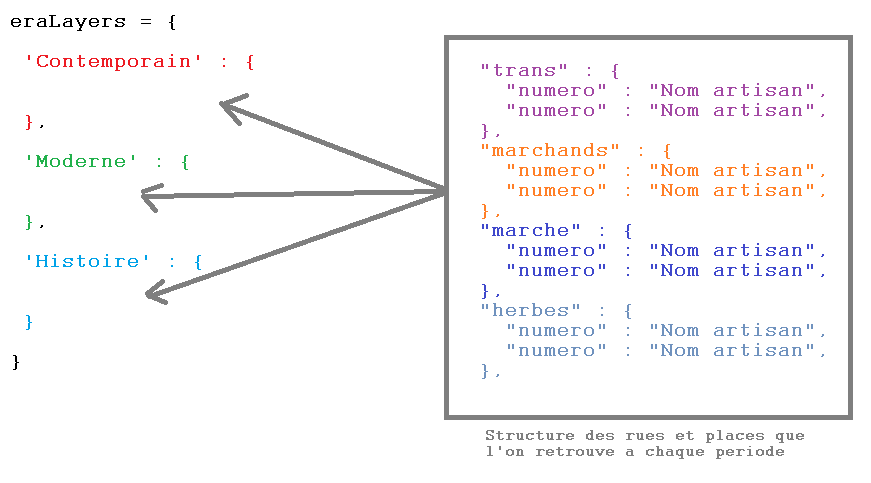 eraLayers = {
'Contemporain' : {
},
'Moderne' : {
},
'Histoire' : {
}
}
"trans" : {
"numero" : "Nom artisan",
"numero" : "Nom artisan",
},
"marchands" : {
"numero" : "Nom artisan",
"numero" : "Nom artisan",
},
"marche" : {
"numero" : "Nom artisan",
"numero" : "Nom artisan",
},
"herbes" : {
"numero" : "Nom artisan",
"numero" : "Nom artisan",
},
Structure des rues et places que
l'on retrouve a chaque periode